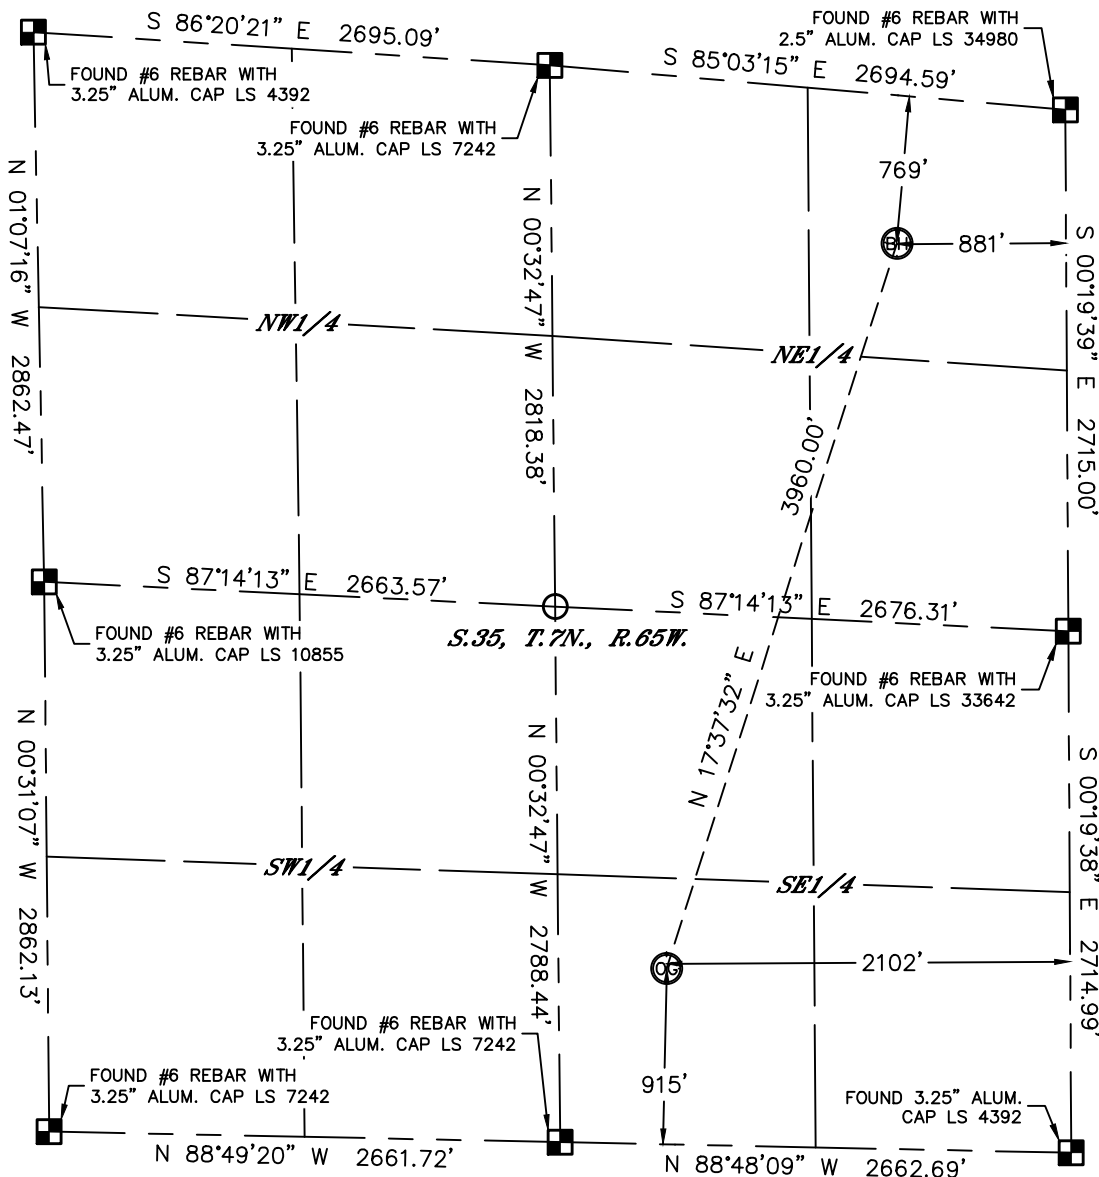 S 86°20'21" E 2695.09'
FOUND #6 REBAR WITH
2.5" ALUM. CAP LS 34980
S 85°03'15" E 2694.59'
FOUND #6 REBAR WITH
3.25" ALUM. CAP LS 4392
FOUND #6 REBAR WITH
3.25" ALUM. CAP LS 7242
769'
BH
881'
N 01°07'16" W 2862.47'
N 00°32'47" W 2818.38'
S 00°19'39" E 2715.00'
NW1/4
NE1/4
3960.00'
S 87°14'13" E 2663.57'
S 87°14'13" E 2676.31'
S.35, T.7N., R.65W.
FOUND #6 REBAR WITH
3.25" ALUM. CAP LS 10855
FOUND #6 REBAR WITH
3.25" ALUM. CAP LS 33642
N 17°37'32" E
N 00°31'07" W 2862.13'
N 00°32'47" W 2788.44'
S 00°19'38" E 2714.99'
SW1/4
SE1/4
OG
2102'
FOUND #6 REBAR WITH
3.25" ALUM. CAP LS 7242
FOUND #6 REBAR WITH
3.25" ALUM. CAP LS 7242
915'
FOUND 3.25" ALUM.
CAP LS 4392
N 88°49'20" W 2661.72'
N 88°48'09" W 2662.69'